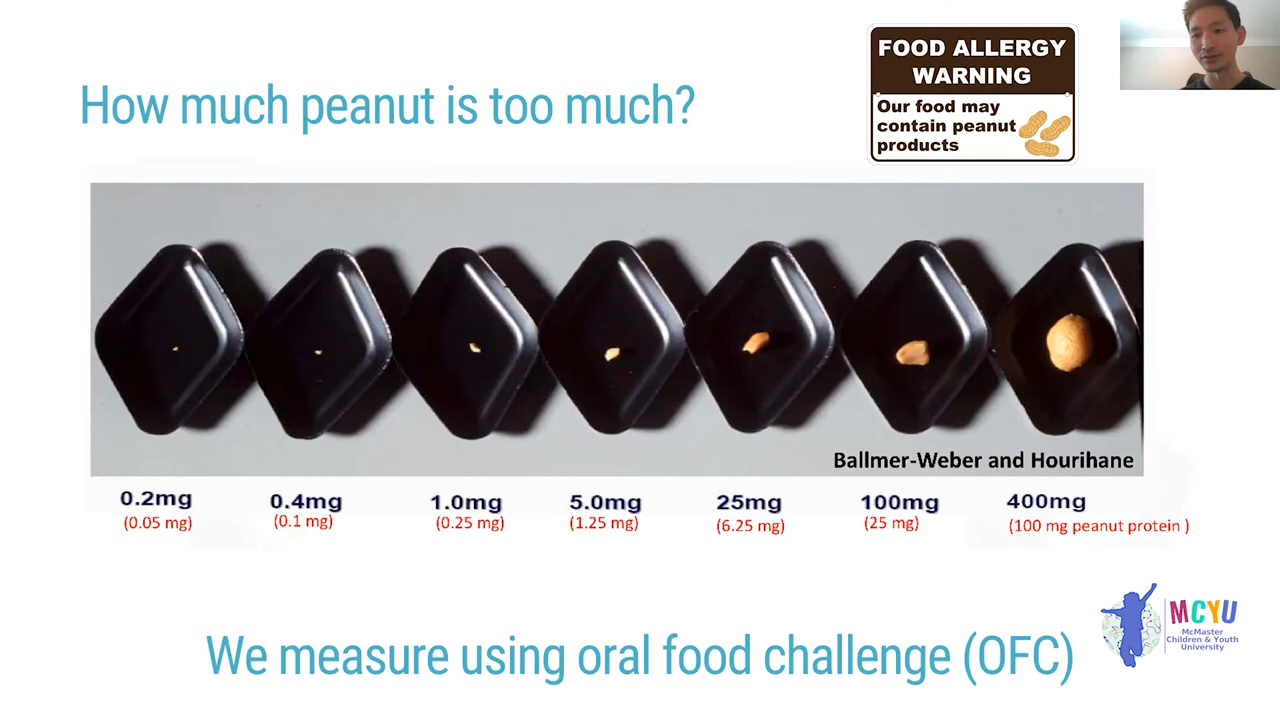 How much peanut is too much?
FOOD ALLERGY
WARNING
Our food may
contain peanut
products
Ballmer-Weber and Hourihane
0.2mg 0.4mg 1.0mg 5.0mg 25mg 100mg 400mg
(0.05 mg) (0.1 mg) (0.25 mg) (1.25 mg) (6.25 mg) (25 mg) (100 mg peanut protein )
We measure using oral food challenge (OFC)
MCYU
McMaster
Children & Youth
University